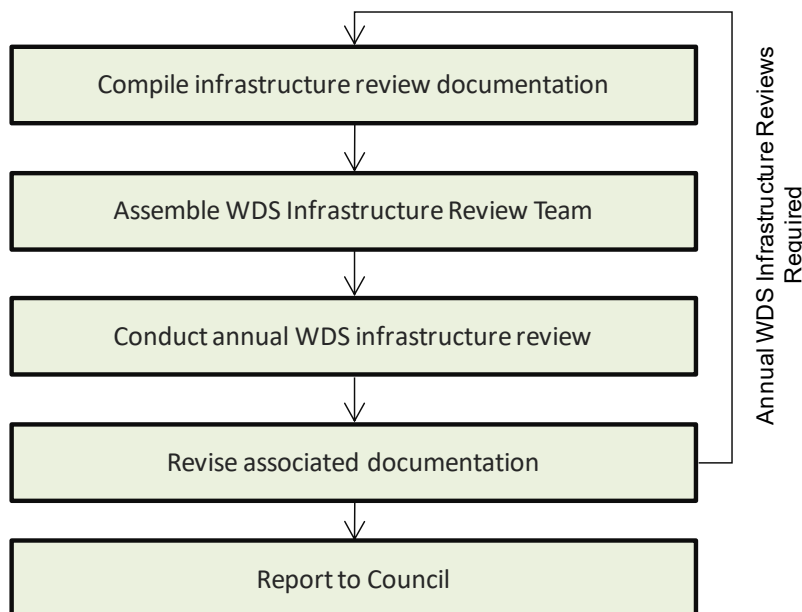 Compile infrastructure review documentation
Assemble WDS Infrastructure Review Team
Conduct annual WDS infrastructure review
Revise associated documentation
Report to Council
Annual WDS Infrastructure Reviews
Required